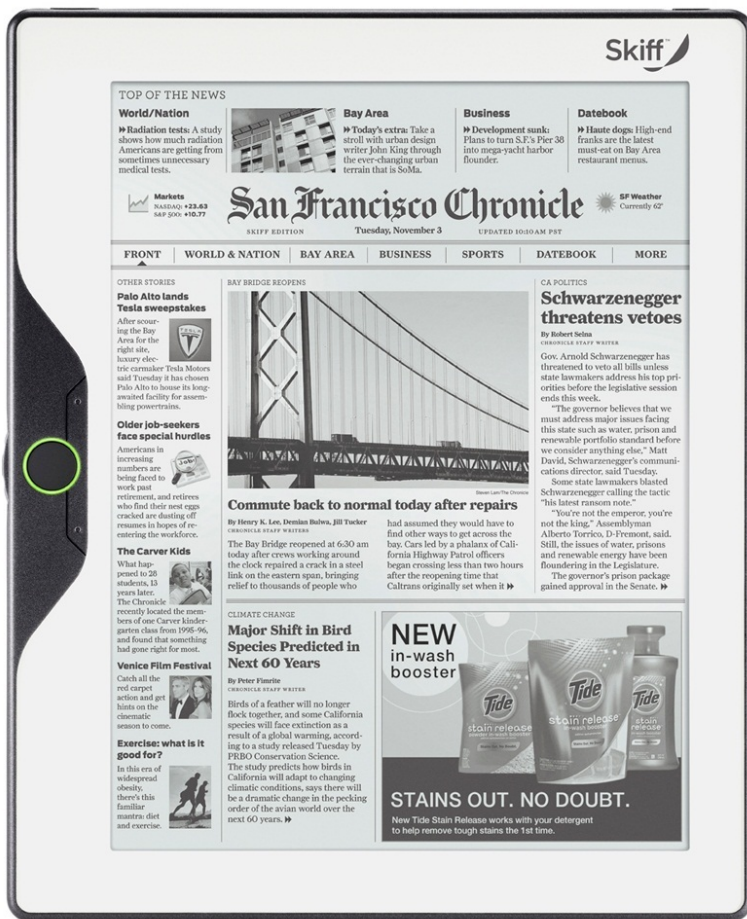 Skiff
TOP OF THE NEWS
World/Nation
Radiation tests: A study
shows how much radiation
Americans are getting from
sometimes unnecessary
medical tests.
Bay Area
Today's extra: Take a
stroll with urban design
writer John King through
the ever-changing urban
terrain that is SoMa.
Business
Development sunk:
Plans to turn S.F.'s Pier 38
into mega-yacht harbor
flounder.
Datebook
Haute dogs: High-end
franks are the latest
must-eat on Bay Area
restaurant menus.
Markets
NASDAQ: +23.63
S&P 500: +10.77
San Francisco Chronicle
SF Weather
Currently 62°
SKIFF EDITION
Tuesday, November 3
UPDATED 10:10 AM PST
FRONT
WORLD & NATION
BAY AREA
BUSINESS
SPORTS
DATEBOOK
MORE
OTHER STORIES
Palo Alto lands
Tesla sweepstakes
After scour-
ing the Bay
Area for the
right site,
luxury elec-
tric carmaker Tesla Motors
said Tuesday it has chosen
Palo Alto to house its long-
awaited facility for assem-
bling powertrains.
TESLA
Older job-seekers
face special hurdles
Americans in
increasing
numbers are
being faced to
work past
retirement, and retirees
who find their nest eggs
cracked are dusting off
resumes in hopes of re-
entering the workforce.
Job
The Carver Kids
What hap-
pened to 28
students, 13
years later.
The Chronicle
recently located the mem-
bers of one Carver kinder-
garten class from 1995-96,
and found that something
had gone right for most.
Venice Film Festival
Catch all the
red carpet
action and get
hints on the
cinematic
season to come.
Exercise: what is it
good for?
In this era of
widespread
obesity,
there's this
familiar
mantra: diet
and exercise.
BAY BRIDGE REOPENS
Steven Lam/The Chronicle
Commute back to normal today after repairs
By Henry K. Lee, Demian Bulwa, Jill Tucker
CHRONICLE STAFF WRITERS
The Bay Bridge reopened at 6:30 am
today after crews working around
the clock repaired a crack in a steel
link on the eastern span, bringing
relief to thousands of people who
had assumed they would have to
find other ways to get across the
bay. Cars led by a phalanx of Cal-
fornia Highway Patrol officers
began crossing less than two hours
after the reopening time that
Caltrans originally set when it
CA POLITICS
Schwarzenegger
threatens vetoes
By Robert Selna
CHRONICLE STAFF WRITER
Gov. Arnold Schwarzenegger has
threatened to veto all bills unless
state lawmakers address his top pri-
orities before the legislative session
ends this week.
"The governor believes that we
must address major issues facing
this state such as water, prison and
renewable portfolio standard before
we consider anything else," Matt
David, Schwarzenegger's communi-
cations director, said Tuesday.
Some state lawmakers blasted
Schwarzenegger calling the tactic
"his latest ransom note."
"You're not the emperor, you're
not the king," Assemblyman
Alberto Torrico, D-Fremont, said.
Still, the issues of water, prisons
and renewable energy have been
floundering in the Legislature.
The governor's prison package
gained approval in the Senate.
CLIMATE CHANGE
Major Shift in Bird
Species Predicted in
Next 60 Years
By Peter Fimrite
CHRONICLE STAFF WRITER
Birds of a feather will no longer
flock together, and some California
species will face extinction as a
result of a global warming, accord-
ing to a study released Tuesday by
PRBO Conservation Science.
The study predicts how birds in
California will adapt to changing
climatic conditions, says there will
be a dramatic change in the pecking
order of the avian world over the
next 60 years.
NEW
in-wash
booster
Tide
stain release
Tide
stain release
in-wash booster
Tide
stain
release
STAINS OUT. NO DOUBT.
New Tide Stain Release works with your detergent
to help remove tough stains the 1st time.